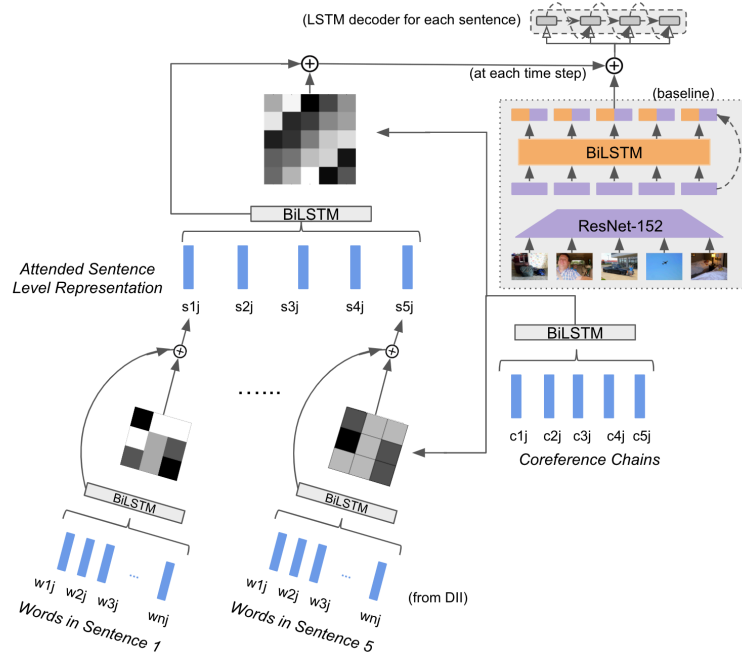 (LSTM decoder for each sentence)
(at each time step)
(baseline)
BiLSTM
ResNet-152
BiLSTM
Attended Sentence
Level Representation
s1j s2j s3j s4j s5j
BiLSTM
c1j c2j c3j c4j c5j
Coreference Chains
......
BiLSTM
BiLSTM
w1j w2j w3j ... wnj
w1j w2j w3j ... wnj
(from DII)
Words in Sentence 1
Words in Sentence 5